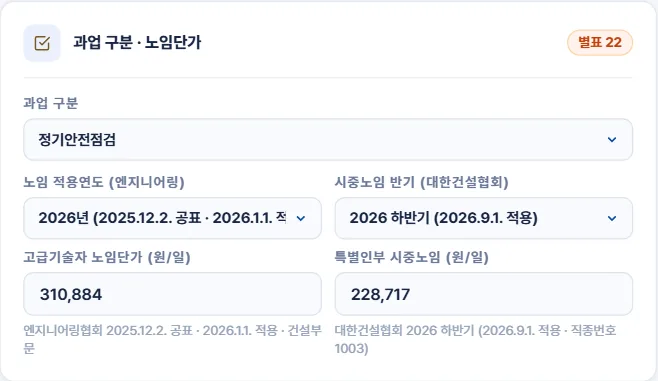 과업 구분 · 노임단가
별표 22
과업 구분
정기안전점검
노임 적용연도 (엔지니어링)
시중노임 반기 (대한건설협회)
2026년 (2025.12.2. 공표 · 2026.1.1. 적
2026 하반기 (2026.9.1. 적용)
고급기술자 노임단가 (원/일)
특별인부 시중노임 (원/일)
310,884
228,717
엔지니어링협회 2025.12.2. 공표 · 2026.1.1. 적용 · 건설부
문
대한건설협회 2026 하반기 (2026.9.1. 적용 · 직종번호
1003)